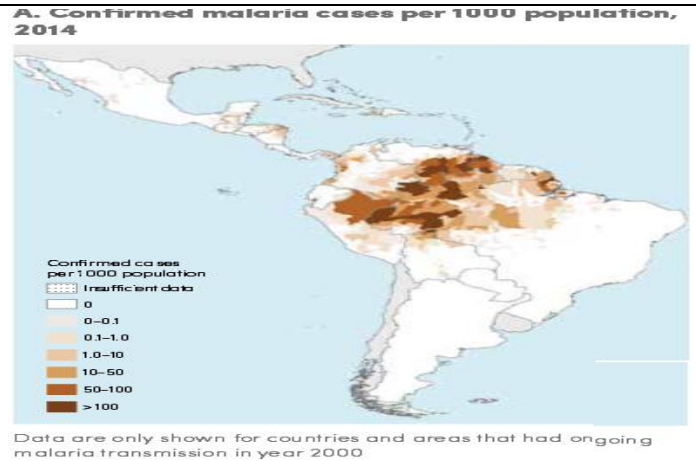 A. Confirmed malaria cases per 1000 population,
2014
Confirmed cases
per 1000 population
Insufficient data
0
0–0.1
0.1–1.0
1.0–10
10–50
50–100
>100
Data are only shown for countries and areas that had ongoing
malaria transmission in year 2000